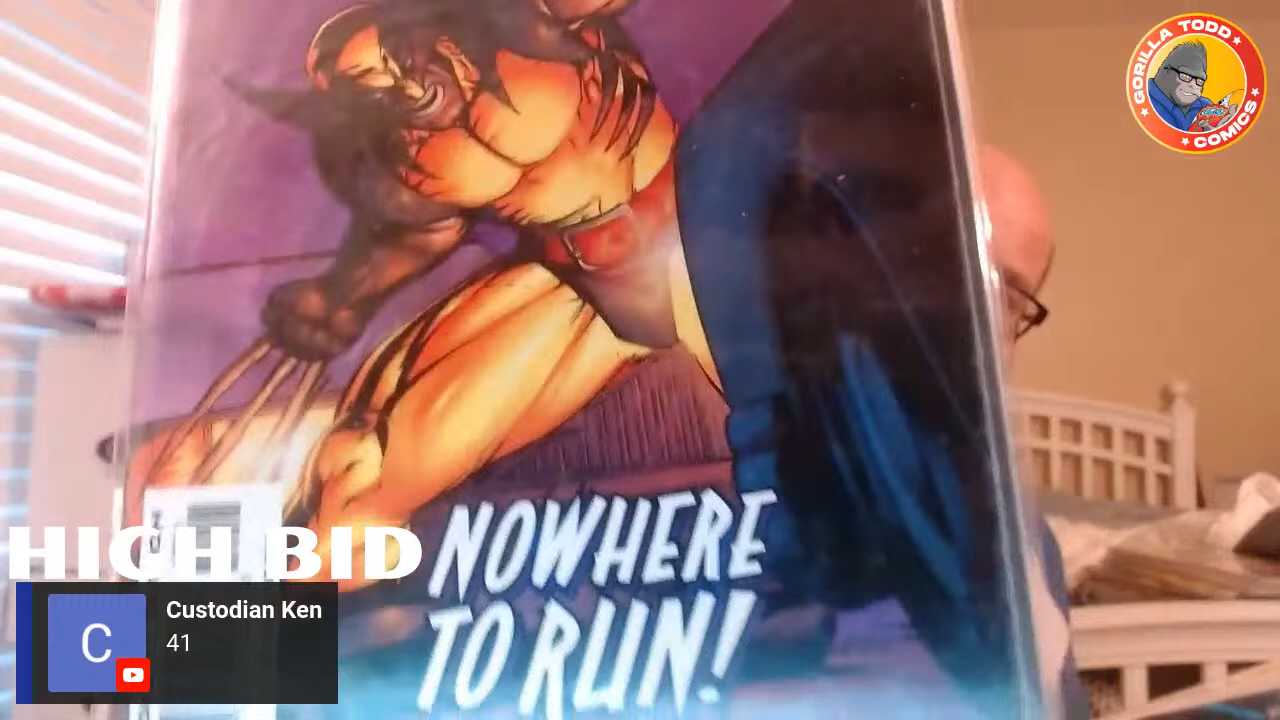 GORILLA TODD
COMICS
HIGH BID
NOWHERE
TO RUN!
Custodian Ken
41
C